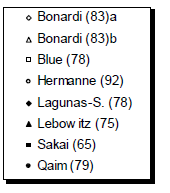 Bonardi (83)a
Bonardi (83)b
Blue (78)
Hermanne (92)
Lagunas-S. (78)
Lebow itz (75)
Sakai (65)
Qaim (79)